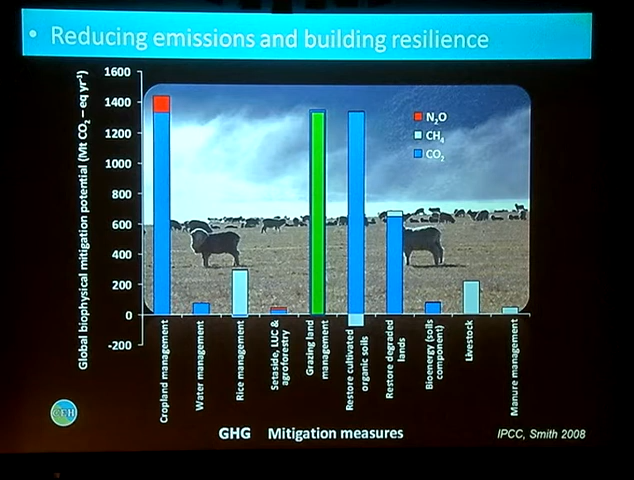 • Reducing emissions and building resilience
Global biophysical mitigation potential (Mt CO₂ – eq yr⁻¹)
1600
1400
1200
1000
800
600
400
200
0
-200
N₂O
CH₄
CO₂
Cropland management
Water management
Rice management
Setaside, LUC &
agroforestry
Grazing land
management
Restore cultivated
organic soils
Restore degraded
lands
Bioenergy (soils
component)
Livestock
Manure management
CEH
GHG Mitigation measures
IPCC, Smith 2008